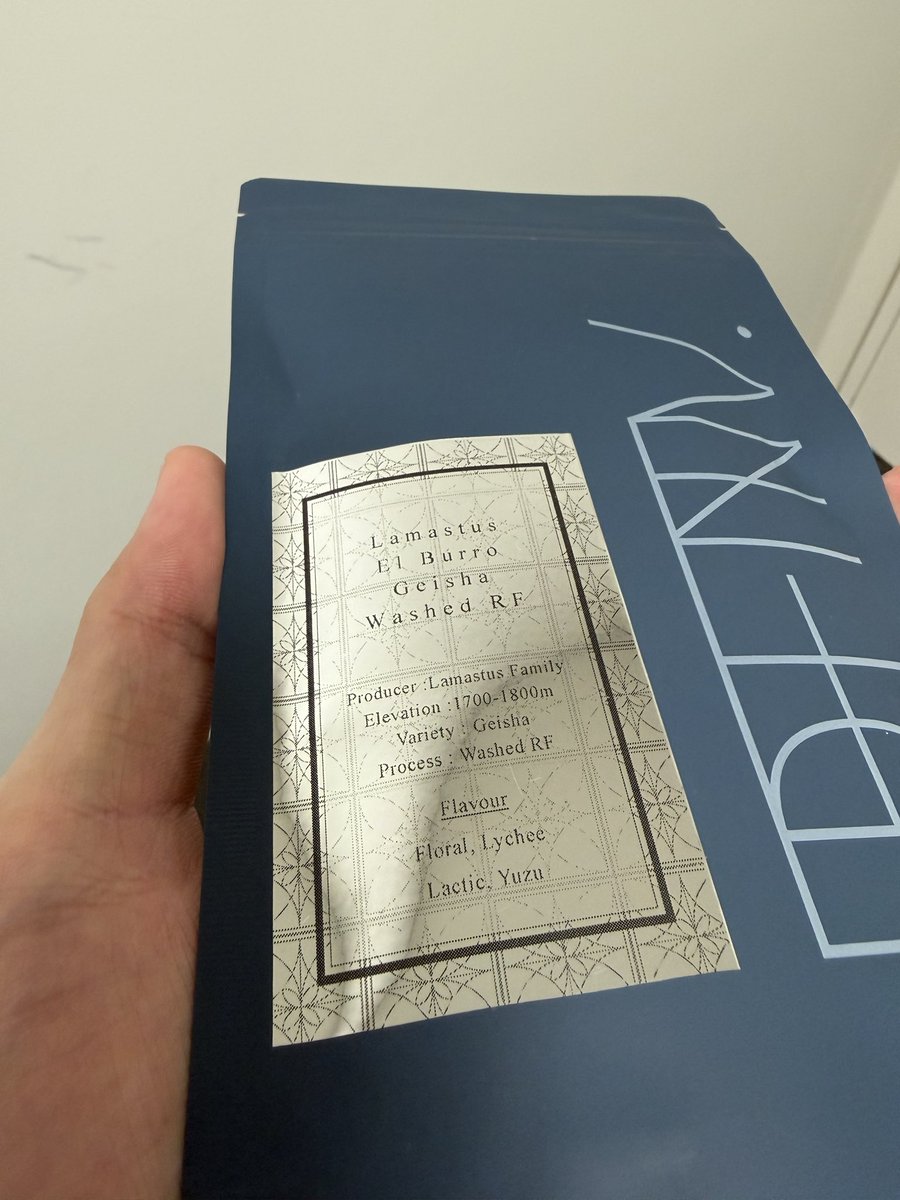 Lamastus
El Burro
Geisha
Washed RF
Producer :Lamastus Family
Elevation :1700-1800m
Variety : Geisha
Process : Washed RF
Flavour
Floral, Lychee
Lactic, Yuzu